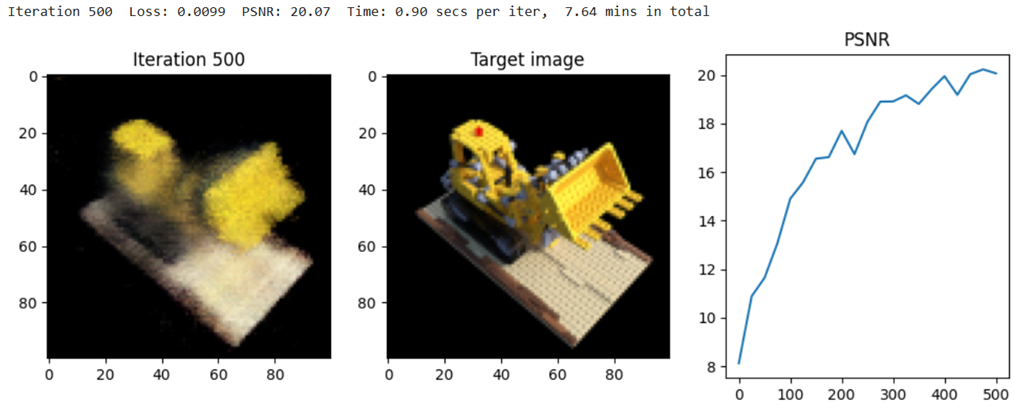 Iteration 500 Loss: 0.0099 PSNR: 20.07 Time: 0.90 secs per iter, 7.64 mins in total
Iteration 500
0
20
40
60
80
0 20 40 60 80
Target image
0
20
40
60
80
0 20 40 60 80
PSNR
20
18
16
14
12
10
8
0 100 200 300 400 500